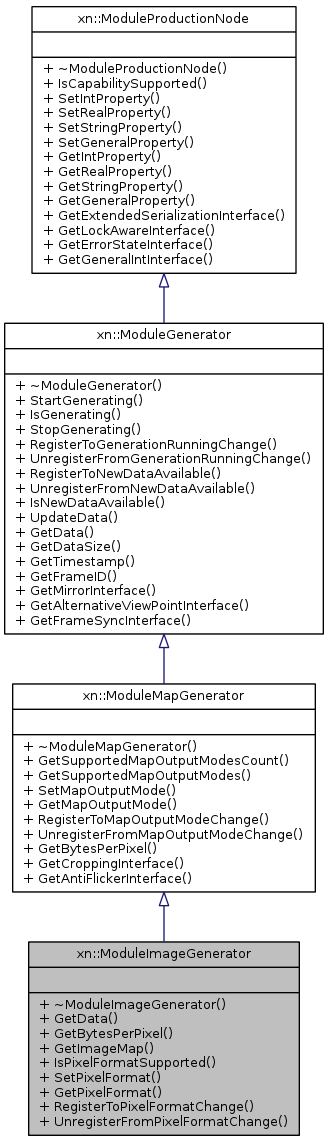 xn::ModuleProductionNode
+ ~ModuleProductionNode()
+ IsCapabilitySupported()
+ SetIntProperty()
+ SetRealProperty()
+ SetStringProperty()
+ SetGeneralProperty()
+ GetIntProperty()
+ GetRealProperty()
+ GetStringProperty()
+ GetGeneralProperty()
+ GetExtendedSerializationInterface()
+ GetLockAwareInterface()
+ GetErrorStateInterface()
+ GetGeneralIntInterface()
xn::ModuleGenerator
+ ~ModuleGenerator()
+ StartGenerating()
+ IsGenerating()
+ StopGenerating()
+ RegisterToGenerationRunningChange()
+ UnregisterFromGenerationRunningChange()
+ RegisterToNewDataAvailable()
+ UnregisterFromNewDataAvailable()
+ IsNewDataAvailable()
+ UpdateData()
+ GetData()
+ GetDataSize()
+ GetTimestamp()
+ GetFrameID()
+ GetMirrorInterface()
+ GetAlternativeViewPointInterface()
+ GetFrameSyncInterface()
xn::ModuleMapGenerator
+ ~ModuleMapGenerator()
+ GetSupportedMapOutputModesCount()
+ GetSupportedMapOutputModes()
+ SetMapOutputMode()
+ GetMapOutputMode()
+ RegisterToMapOutputModeChange()
+ UnregisterFromMapOutputModeChange()
+ GetBytesPerPixel()
+ GetCroppingInterface()
+ GetAntiFlickerInterface()
xn::ModuleImageGenerator
+ ~ModuleImageGenerator()
+ GetData()
+ GetBytesPerPixel()
+ GetImageMap()
+ IsPixelFormatSupported()
+ SetPixelFormat()
+ GetPixelFormat()
+ RegisterToPixelFormatChange()
+ UnregisterFromPixelFormatChange()